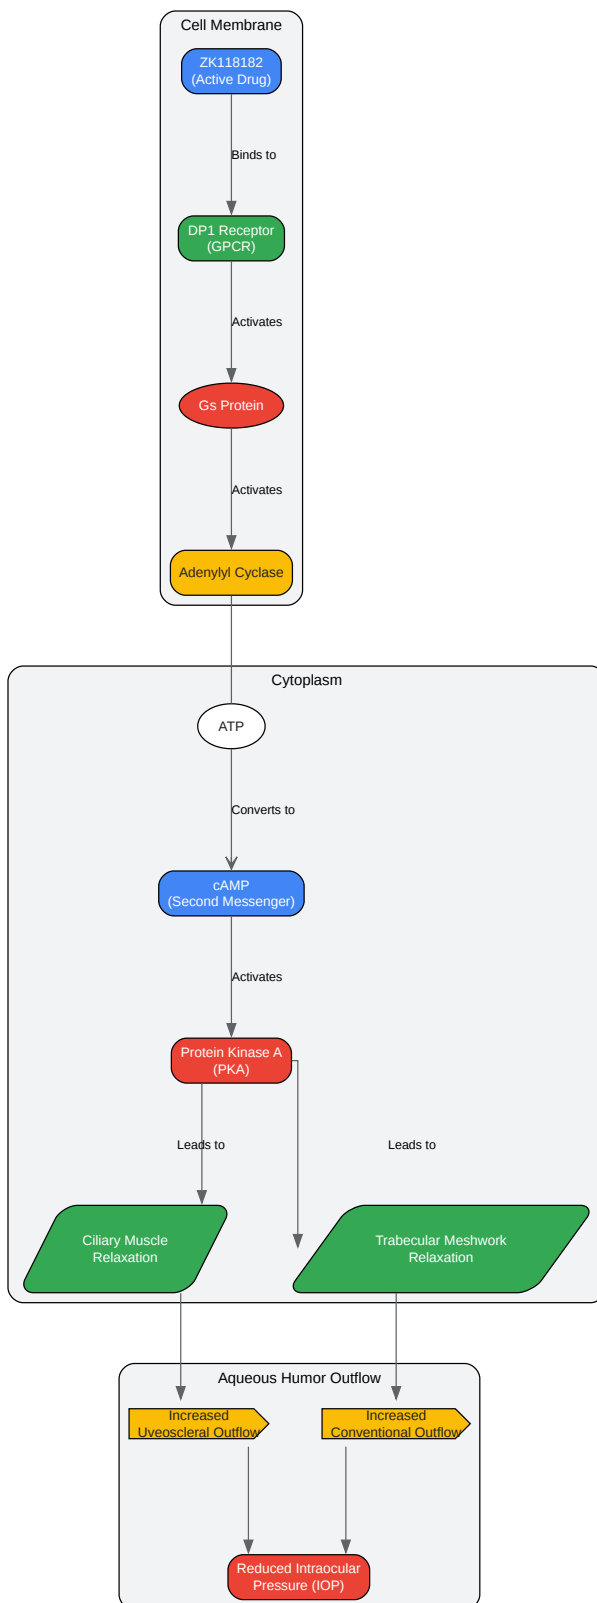 Cell Membrane
ZK118182
(Active Drug)
Binds to
DP1 Receptor
(GPCR)
Activates
Gs Protein
Activates
Adenylyl Cyclase
Cytoplasm
ATP
Converts to
cAMP
(Second Messenger)
Activates
Protein Kinase A
(PKA)
Leads to
Leads to
Ciliary Muscle
Relaxation
Trabecular Meshwork
Relaxation
Aqueous Humor Outflow
Increased
Uveoscleral Outflow
Increased
Conventional Outflow
Reduced Intraocular
Pressure (IOP)